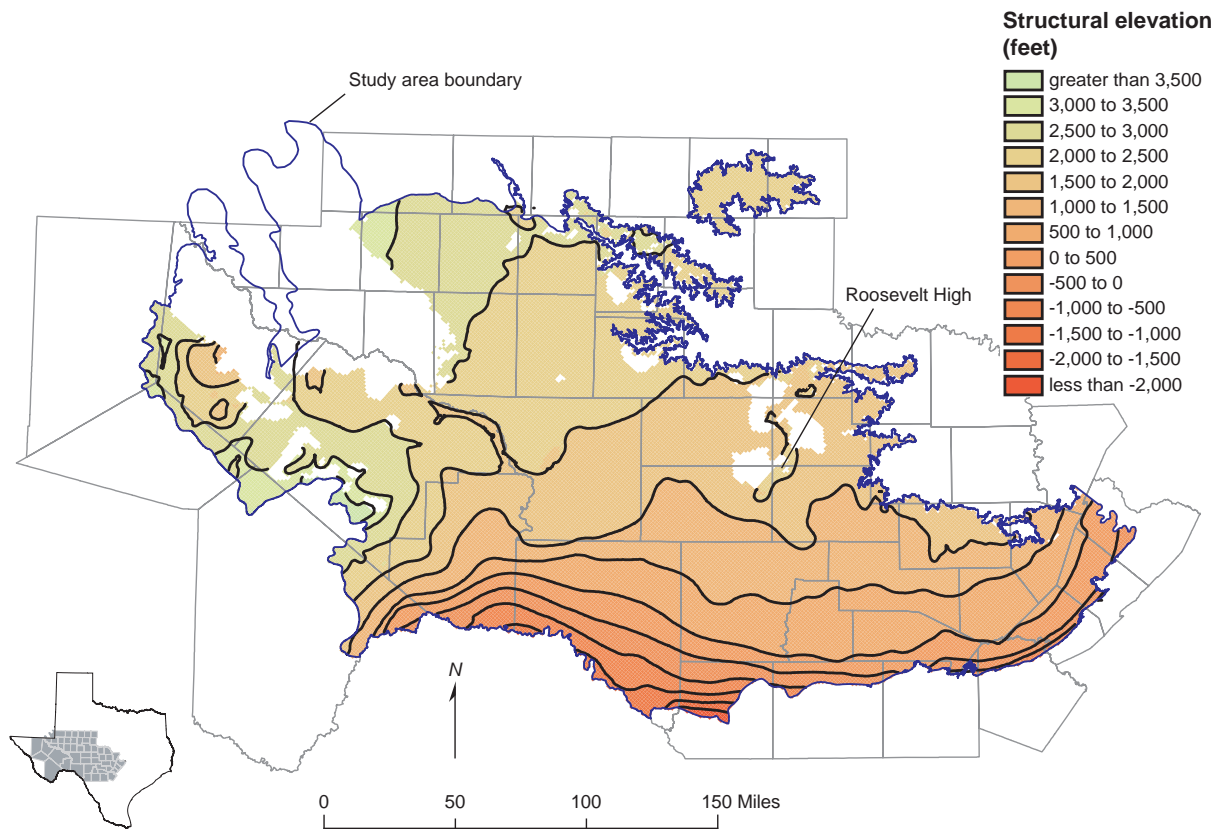 Structural elevation
(feet)
greater than 3,500
3,000 to 3,500
2,500 to 3,000
2,000 to 2,500
1,500 to 2,000
1,000 to 1,500
500 to 1,000
0 to 500
-500 to 0
-1,000 to -500
-1,500 to -1,000
-2,000 to -1,500
less than -2,000
Study area boundary
Roosevelt High
N
0 50 100 150 Miles